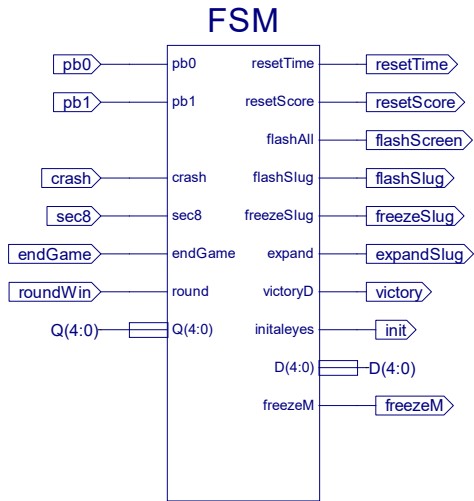 FSM
pb0 pb0 resetTime resetTime
pb1 pb1 resetScore resetScore
flashAll flashScreen
crash crash flashSlug flashSlug
sec8 sec8 freezeSlug freezeSlug
endGame endGame expand expandSlug
roundWin round victoryD victory
Q(4:0) Q(4:0) initaleyes init
D(4:0) D(4:0)
freezeM freezeM